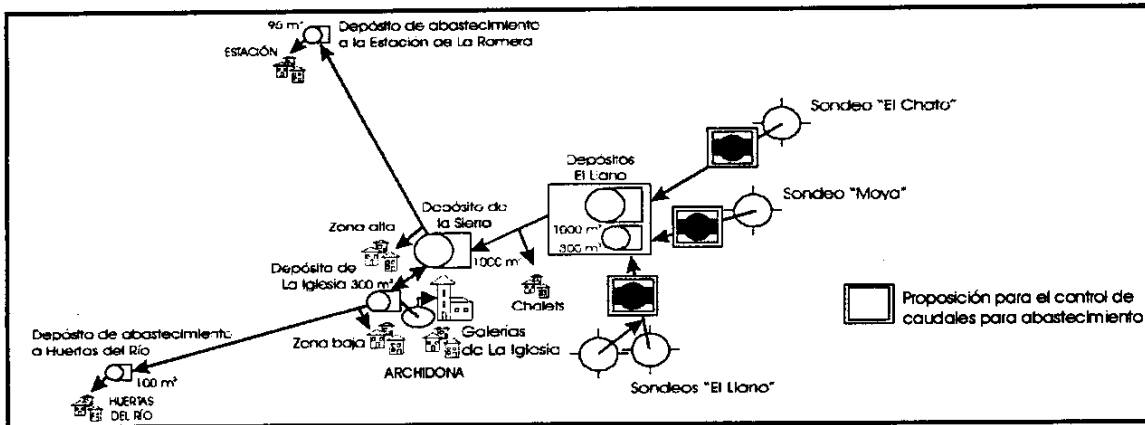 95 m³
Depósito de abastecimiento
a la Estación de La Romera
ESTACIÓN
Sondeo "El Chato"
Depósitos
El Llano
Sondeo "Moya"
1000 m³
300 m³
Depósito de
la Sierra
Zona alta
1000 m³
Depósito de
La Iglesia 300 m³
Chalets
Proposición para el control de
caudales para abastecimiento
Depósito de abastecimiento
a Huertas del Río
Zona baja
Galerías
de La Iglesia
ARCHIDONA
100 m³
Sondeos "El Llano"
HUERTAS
DEL RÍO